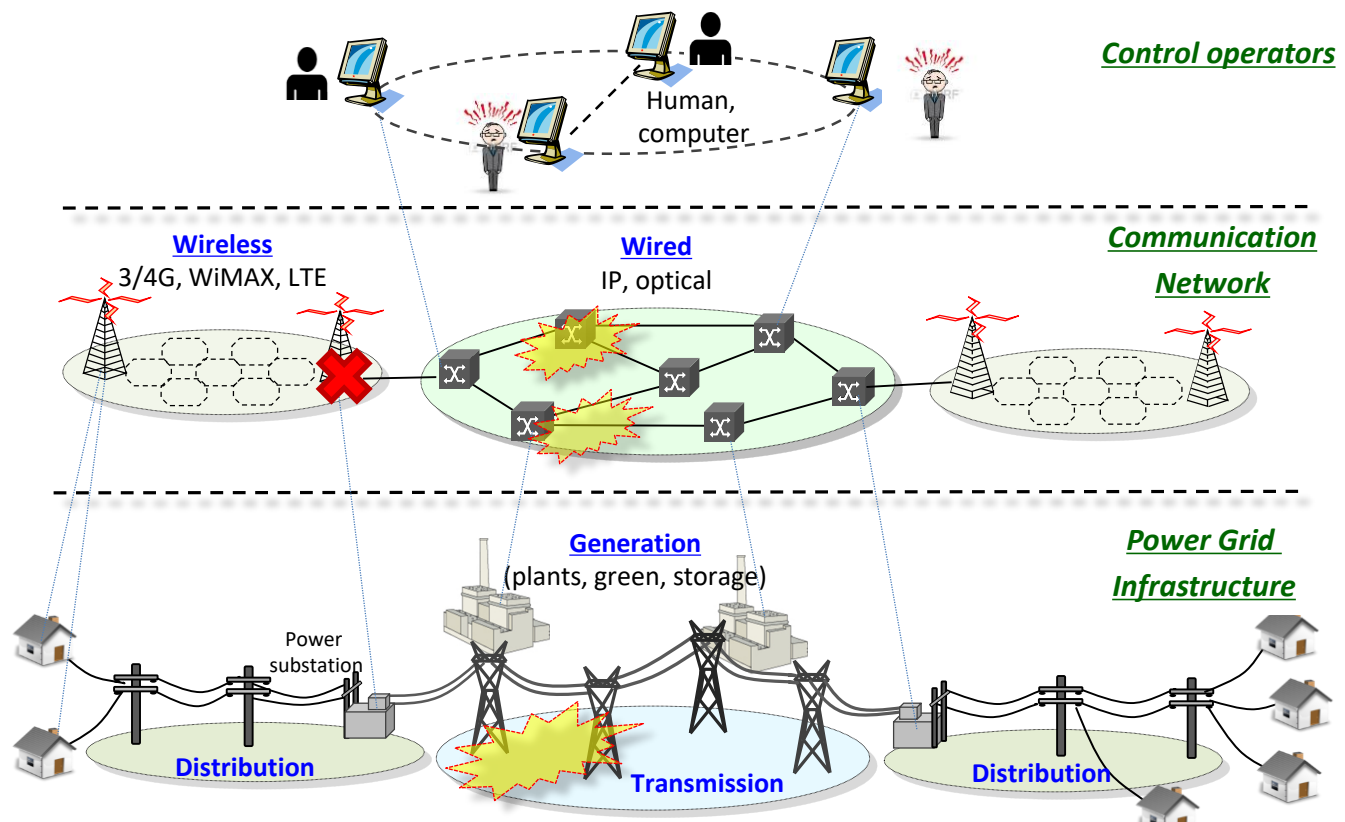 Control operators
Human,
computer
Wireless
3/4G, WiMAX, LTE
Wired
IP, optical
Communication
Network
Generation
(plants, green, storage)
Power Grid
Infrastructure
Power
substation
Distribution
Transmission
Distribution